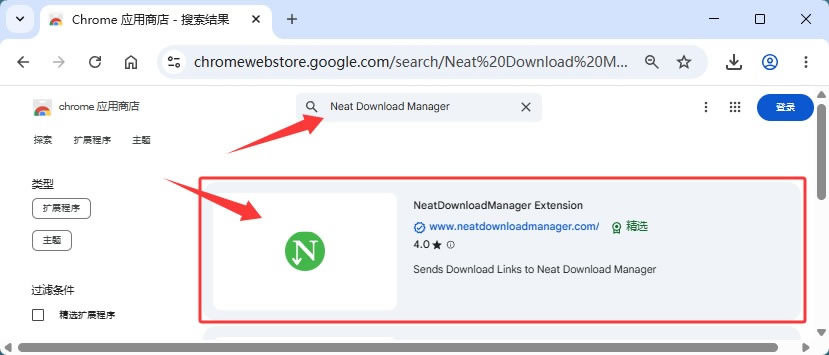 Chrome 应用商店 - 搜索结果
chromewebstore.google.com/search/Neat%20Download%20M...
chrome 应用商店
Neat Download Manager
登录
探索 扩展程序 主题
类型
扩展程序
主题
过滤条件
精选扩展程序
NeatDownloadManager Extension
www.neatdownloadmanager.com/ 精选
4.0
Sends Download Links to Neat Download Manager
N